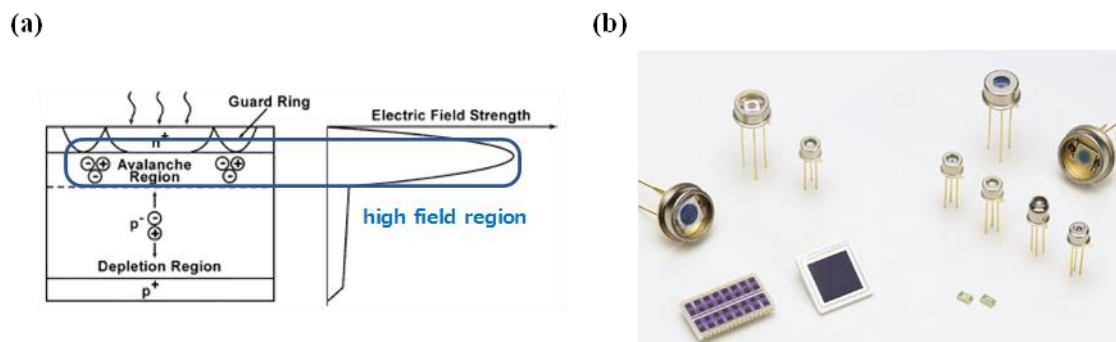 (a)
(b)
Guard Ring
Electric Field Strength
n+
Avalanche
Region
high field region
p-
Depletion Region
p+